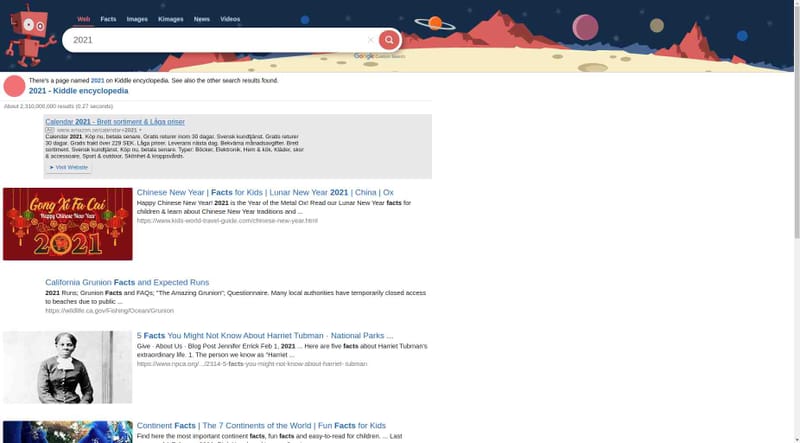 Web Facts Images Kimages News Videos
2021
Google Custom Search
There's a page named 2021 on Kiddle encyclopedia. See also the other search results found.
2021 - Kiddle encyclopedia
About 2,310,000,000 results (0.27 seconds)
Calendar 2021 - Brett sortiment & Låga priser
Ad www.amazon.se/calendar+2021
Calendar 2021. Köp nu, betala senare. Gratis returer inom 30 dagar. Svensk kundtjänst. Gratis returer
30 dagar. Gratis frakt över 229 SEK. Låga priser. Leverans nästa dag. Bekväma månadsavgifter. Brett
sortiment. Svensk kundtjänst. Köp nu, betala senare. Typer: Böcker, Elektronik, Hem & kök, Kläder, skor
& accessoare, Sport & outdoor, Skönhet & kroppsvård.
➤ Visit Website
Gong Xi Fa Cai
Happy Chinese New Year
2021
Chinese New Year | Facts for Kids | Lunar New Year 2021 | China | Ox
Happy Chinese New Year! 2021 is the Year of the Metal Ox! Read our Lunar New Year facts for
children & learn about Chinese New Year traditions and ...
https://www.kids-world-travel-guide.com/chinese-new-year.html
California Grunion Facts and Expected Runs
2021 Runs; Grunion Facts and FAQs; "The Amazing Grunion"; Questionnaire. Many local authorities have temporarily closed access
to beaches due to public ...
https://wildlife.ca.gov/Fishing/Ocean/Grunion
5 Facts You Might Not Know About Harriet Tubman · National Parks ...
Give · About Us · Blog Post Jennifer Errick Feb 1, 2021 ... Here are five facts about Harriet Tubman's
extraordinary life. 1. The person we know as "Harriet ...
https://www.npca.org/.../2314-5-facts-you-might-not-know-about-harriet- tubman
Continent Facts | The 7 Continents of the World | Fun Facts for Kids
Find here the most important continent facts, fun facts and easy-to-read for children. ... Last